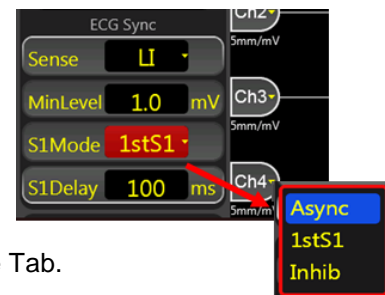 ECG Sync
Ch2
5mm/mV
Sense LI
MinLevel 1.0 mV
Ch3
5mm/mV
S1Mode 1stS1
S1Delay 100 ms
Ch4
5mm/m
Async
1stS1
Inhib
Tab.